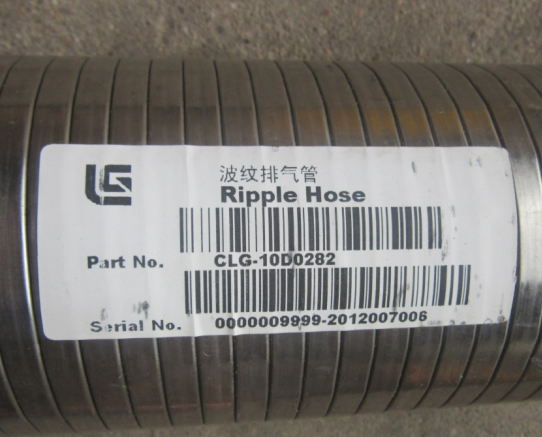 波纹排气管
Ripple Hose
Part No. CLG-10D0282
Serial No. 0000009999-2012007006